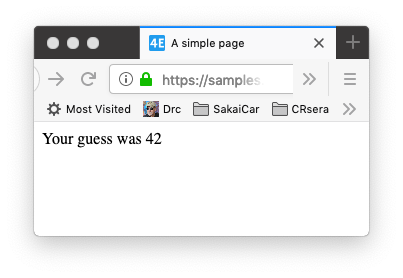 4E A simple page
https://samples
Most Visited Drc SakaiCar CRsera
Your guess was 42